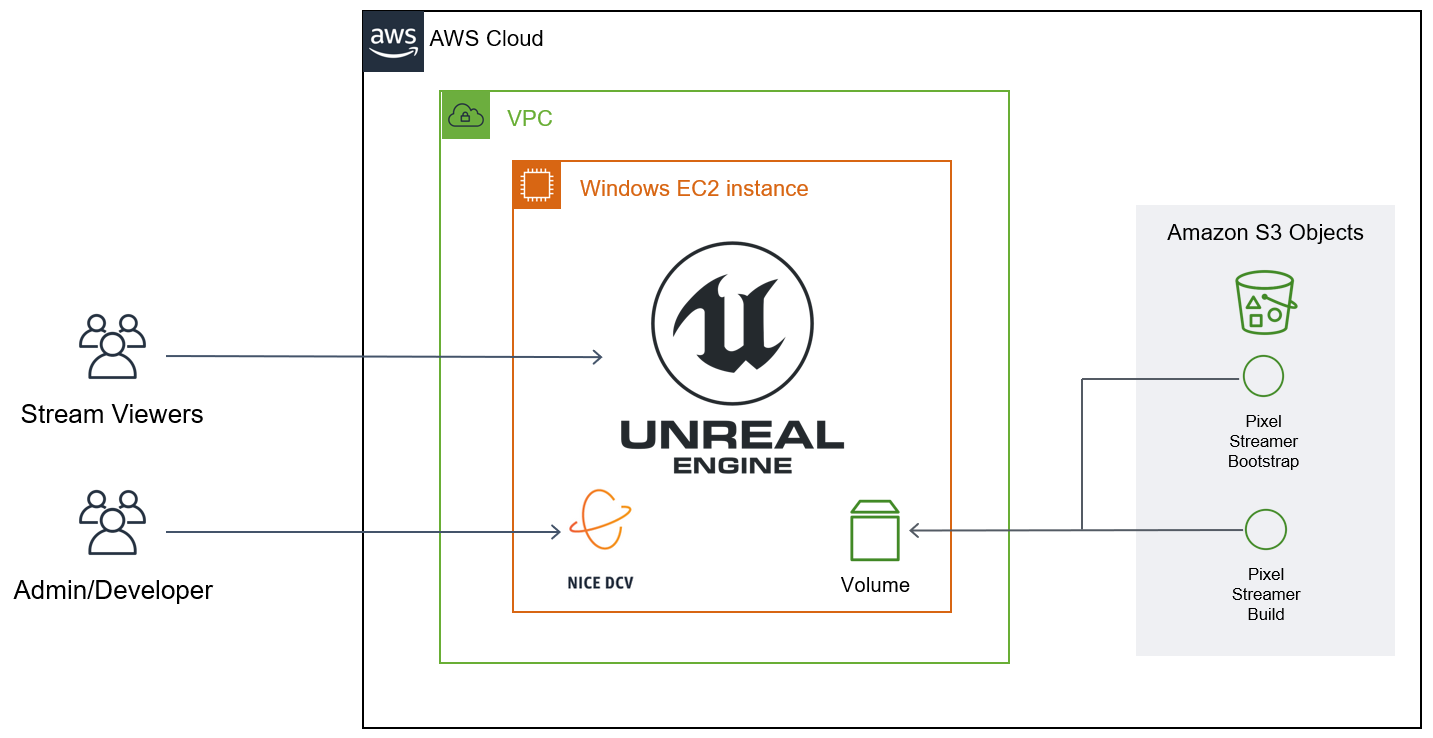 aws
AWS Cloud
VPC
Windows EC2 instance
Amazon S3 Objects
UNREAL
ENGINE
Stream Viewers
Pixel
Streamer
Bootstrap
NICE DCV
Volume
Admin/Developer
Pixel
Streamer
Build